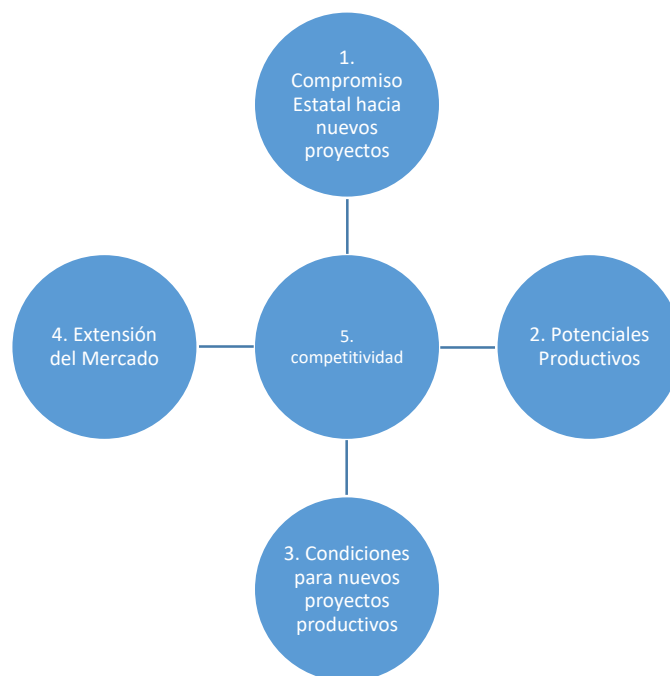 1.
Compromiso
Estatal hacia
nuevos
proyectos
4. Extensión
del Mercado
5.
competitividad
2. Potenciales
Productivos
3. Condiciones
para nuevos
proyectos
productivos